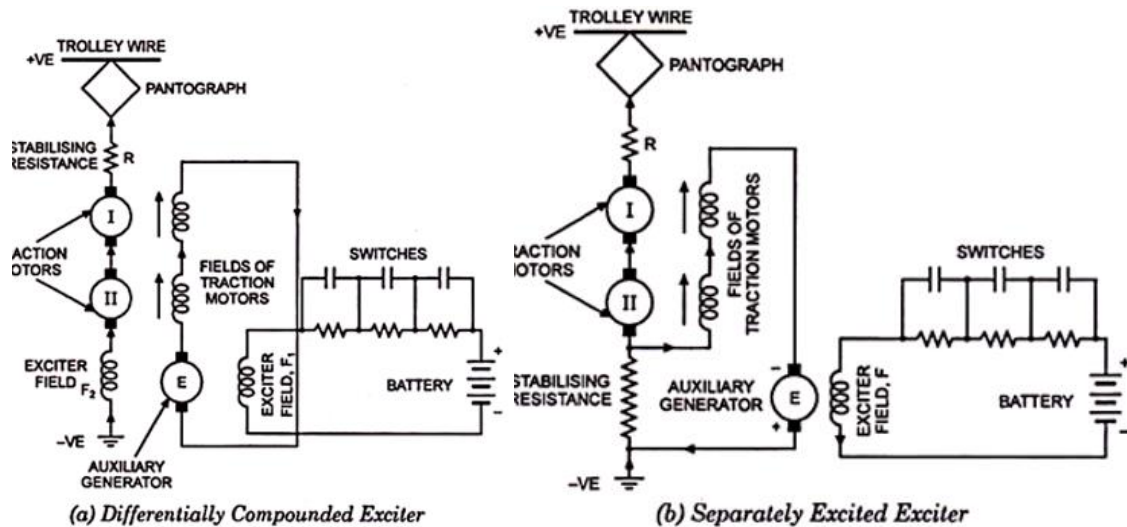 TROLLEY WIRE
+VE
PANTOGRAPH
STABILISING
RESISTANCE
R
I
RACTION
MOTORS
II
FIELDS OF
TRACTION
MOTORS
SWITCHES
EXCITER
FIELD F2
E
EXCITER
FIELD, F1
BATTERY
+
-
-VE
AUXILIARY
GENERATOR
(a) Differentially Compounded Exciter
TROLLEY WIRE
+VE
PANTOGRAPH
R
I
RACTION
MOTORS
II
FIELDS OF
TRACTION MOTORS
SWITCHES
STABILISING
RESISTANCE
AUXILIARY
GENERATOR
-
E
+
EXCITER
FIELD, F
BATTERY
+
-
-VE
(b) Separately Excited Exciter